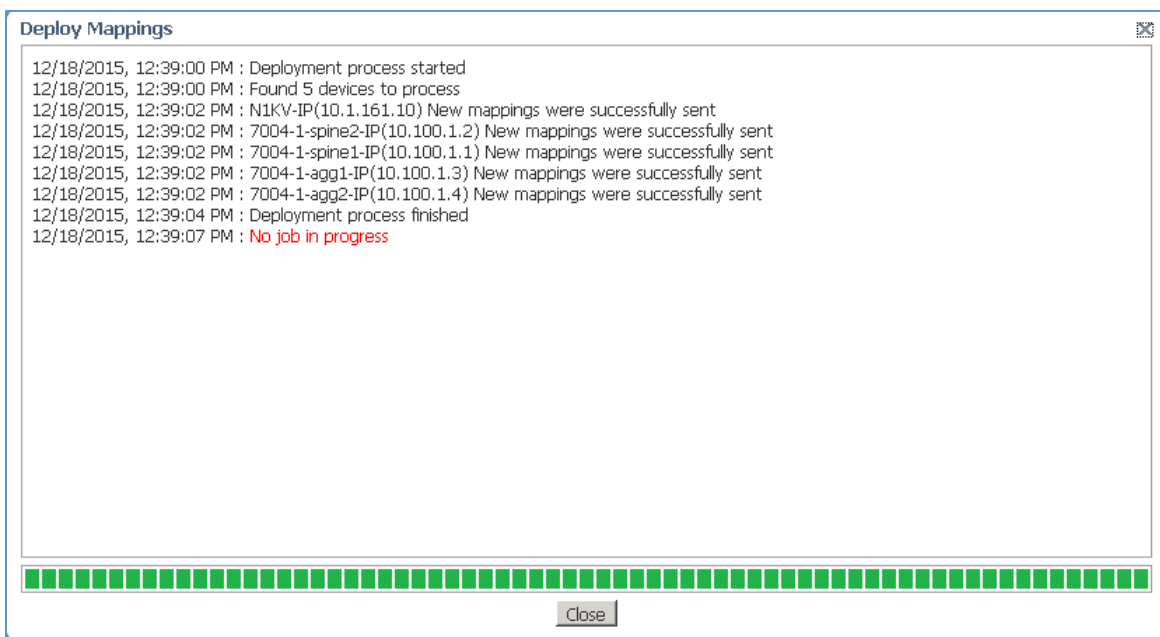 Deploy Mappings
12/18/2015, 12:39:00 PM : Deployment process started
12/18/2015, 12:39:00 PM : Found 5 devices to process
12/18/2015, 12:39:02 PM : N1KV-IP(10.1.161.10) New mappings were successfully sent
12/18/2015, 12:39:02 PM : 7004-1-spine2-IP(10.100.1.2) New mappings were successfully sent
12/18/2015, 12:39:02 PM : 7004-1-spine1-IP(10.100.1.1) New mappings were successfully sent
12/18/2015, 12:39:02 PM : 7004-1-agg1-IP(10.100.1.3) New mappings were successfully sent
12/18/2015, 12:39:02 PM : 7004-1-agg2-IP(10.100.1.4) New mappings were successfully sent
12/18/2015, 12:39:04 PM : Deployment process finished
12/18/2015, 12:39:07 PM : No job in progress
Close